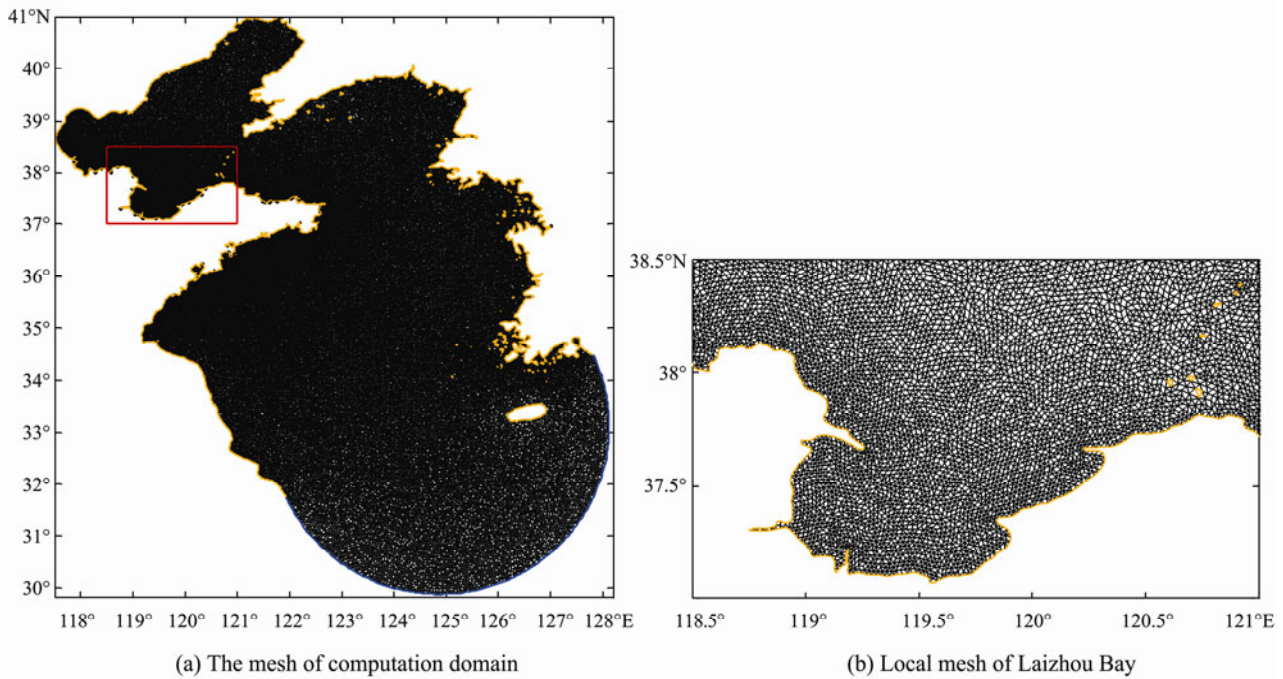 41°N
40°
39°
38°
37°
36°
35°
34°
33°
32°
31°
30°
118° 119° 120° 121° 122° 123° 124° 125° 126° 127° 128°E
(a) The mesh of computation domain
38.5°N
38°
37.5°
118.5° 119° 119.5° 120° 120.5° 121°E
(b) Local mesh of Laizhou Bay